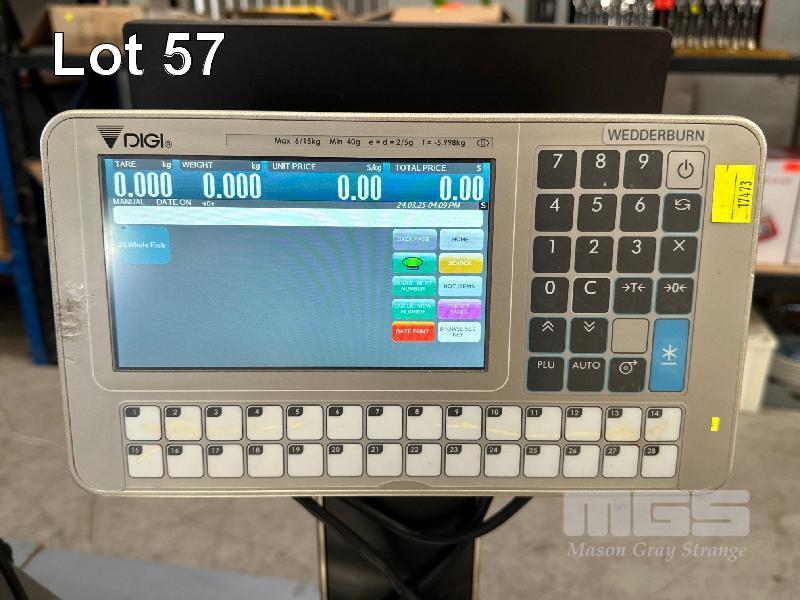 Lot 57
DIGI®
Max 6/15kg Min 40g e = d = 2/5g T = -5.998kg
WEDDERBURN
TARE kg WEIGHT kg UNIT PRICE $/kg TOTAL PRICE $
0.000 0.000 0.00 0.00
MANUAL DATE ON →0← 24.03.25 04:09 PM S
20.Whole Fish
BACK PAGE HOME
SEARCH
QUEUE NEXT NUMBER HOT ITEMS
QUEUE VIEW NUMBER PRESET TARES
DATE PRINT BROWSE SEC KEY
7 8 9
4 5 6
1 2 3 ×
0 C →T← →0←
PLU AUTO *
17473
1 2 3 4 5 6 7 8 9 10 11 12 13 14
15 16 17 18 19 20 21 22 23 24 25 26 27 28
MGS
Mason Gray Strange